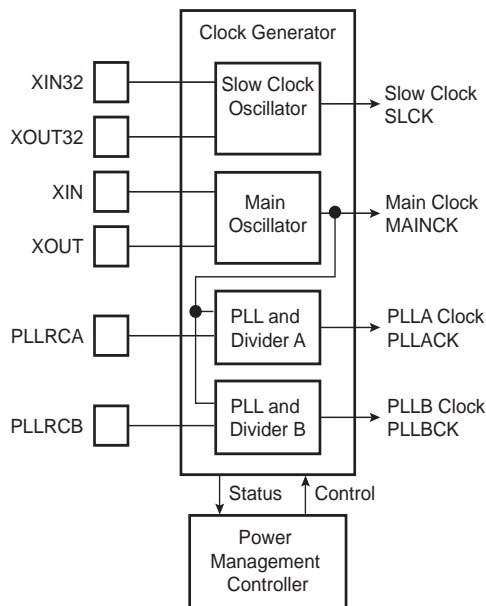 Clock Generator
XIN32
Slow Clock
Oscillator
Slow Clock
SLCK
XOUT32
XIN
Main
Oscillator
Main Clock
MAINCK
XOUT
PLLRCA
PLL and
Divider A
PLLA Clock
PLLACK
PLLRCB
PLL and
Divider B
PLLB Clock
PLLBCK
Status
Control
Power
Management
Controller